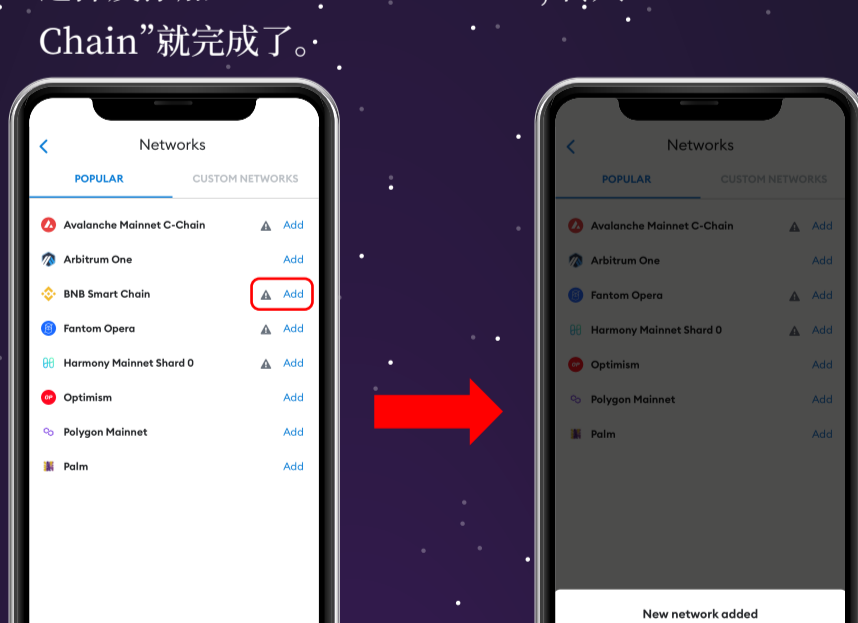 Chain”就完成了。
Networks
POPULAR
CUSTOM NETWORKS
Avalanche Mainnet C-Chain
Add
Arbitrum One
Add
BNB Smart Chain
Add
Fantom Opera
Add
Harmony Mainnet Shard 0
Add
Optimism
Add
Polygon Mainnet
Add
Palm
Add
Networks
POPULAR
CUSTOM NETWORKS
Avalanche Mainnet C-Chain
Add
Arbitrum One
Add
Fantom Opera
Add
Harmony Mainnet Shard 0
Add
Optimism
Add
Polygon Mainnet
Add
Palm
Add
New network added